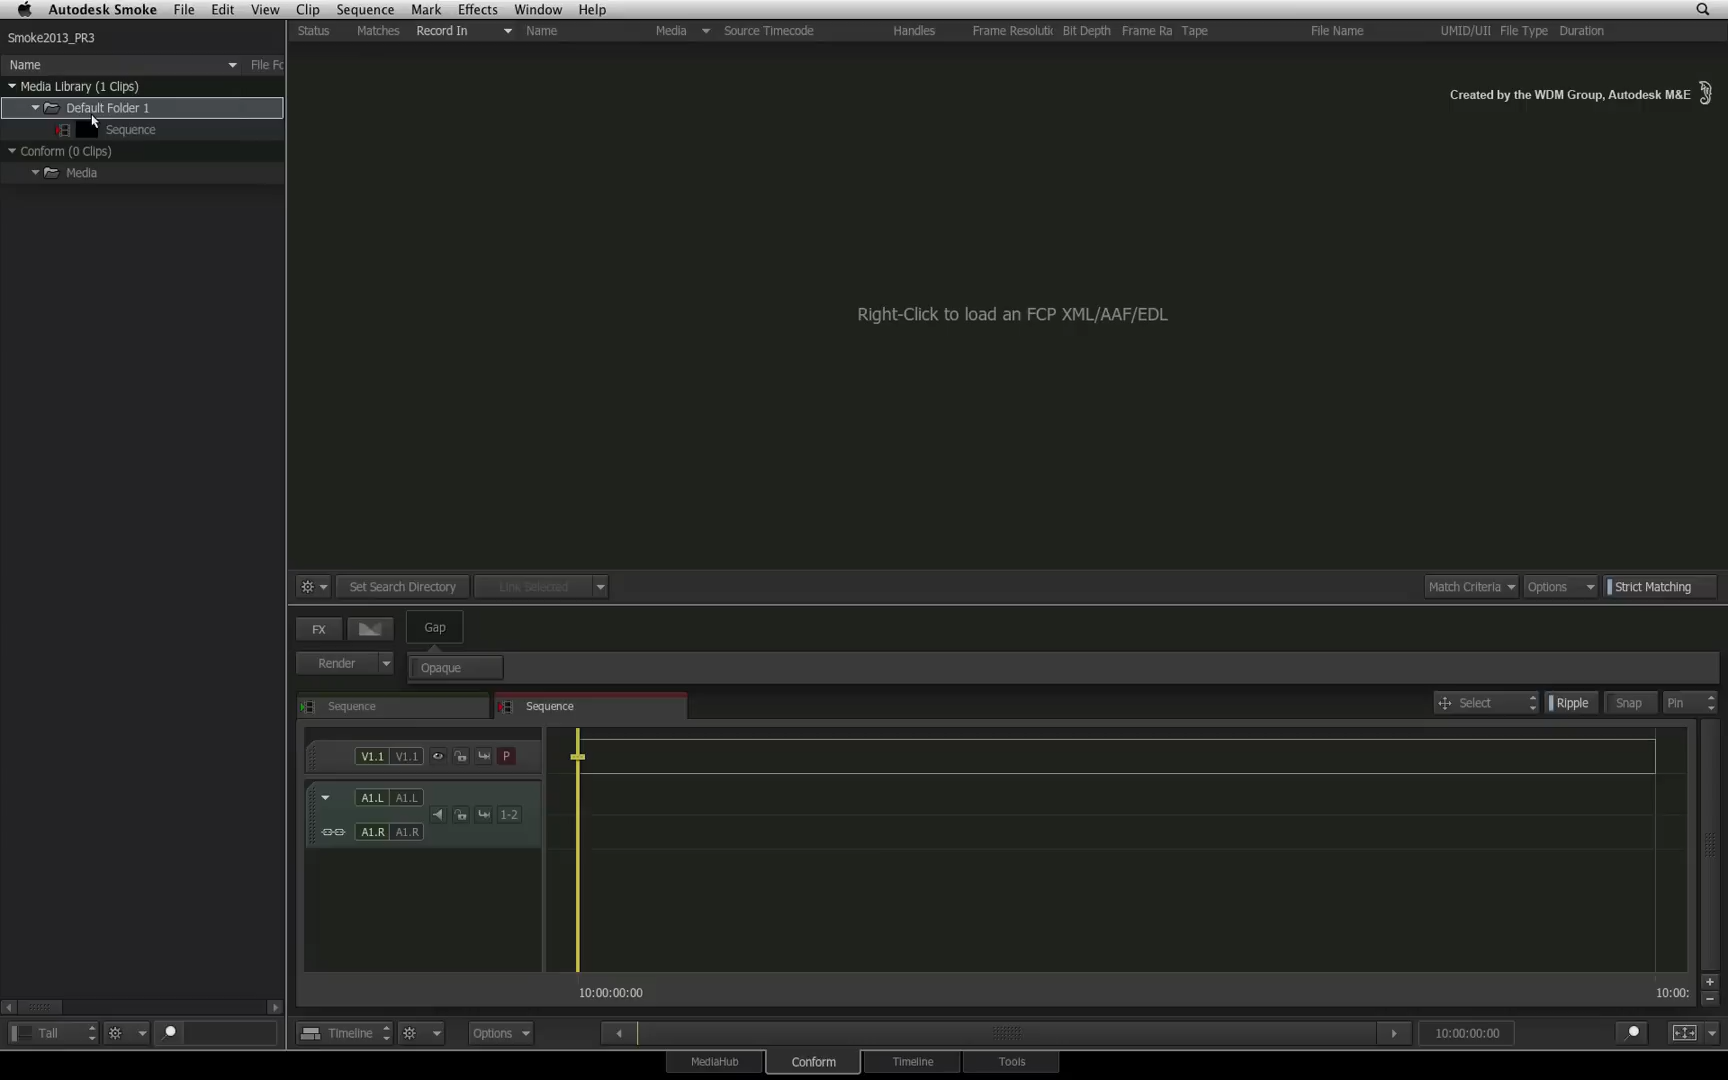 Autodesk Smoke File Edit View Clip Sequence Mark Effects Window Help
Smoke2013_PR3
Status Matches Record In Name Media Source Timecode Handles Frame Resolutic Bit Depth Frame Ra Tape File Name UMID/UII File Type Duration
Name File Fo
Media Library (1 Clips)
Default Folder 1
Sequence
Conform (0 Clips)
Media
Created by the WDM Group, Autodesk M&E
Right-Click to load an FCP XML/AAF/EDL
Set Search Directory Link Selected Match Criteria Options Strict Matching
FX Gap
Render Opaque
Sequence Sequence Select Ripple Snap Pin
V1.1 V1.1 P
A1.L A1.L
1-2
A1.R A1.R
10:00:00:00 10:00:
Tall Timeline Options 10:00:00:00
MediaHub Conform Timeline Tools